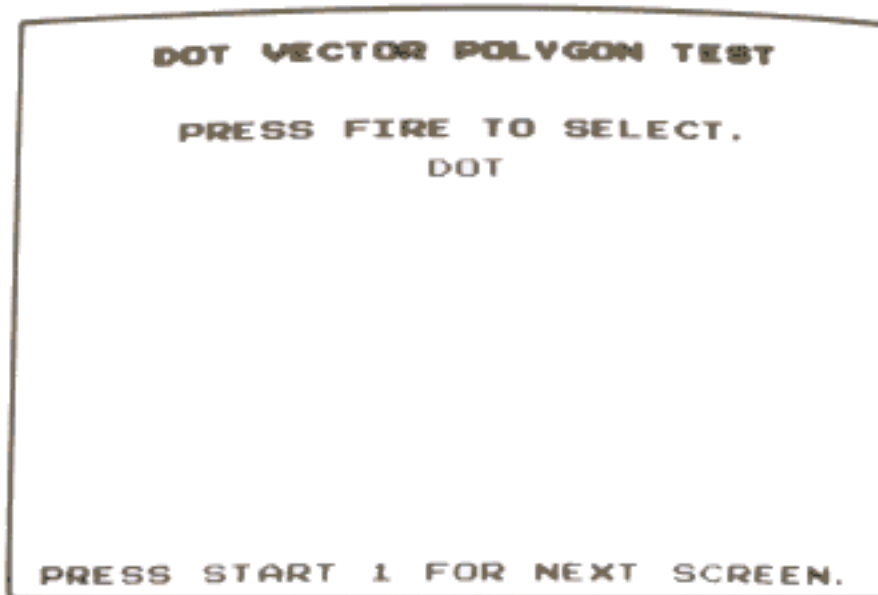 DOT VECTOR POLYGON TEST
PRESS FIRE TO SELECT.
DOT
PRESS START 1 FOR NEXT SCREEN.